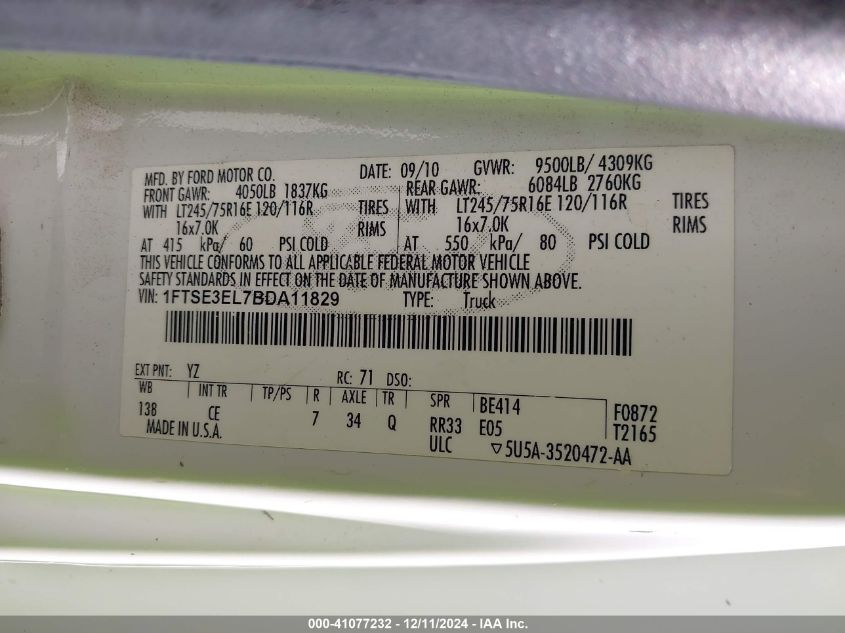 MFD. BY FORD MOTOR CO. DATE: 09/10 GVWR: 9500LB/ 4309KG
FRONT GAWR: 4050LB 1837KG REAR GAWR: 6084LB 2760KG
WITH LT245/75R16E 120/116R TIRES WITH LT245/75R16E 120/116R TIRES
16x7.0K RIMS 16x7.0K RIMS
AT 415 kPa/ 60 PSI COLD AT 550 kPa/ 80 PSI COLD
THIS VEHICLE CONFORMS TO ALL APPLICABLE FEDERAL MOTOR VEHICLE
SAFETY STANDARDS IN EFFECT ON THE DATE OF MANUFACTURE SHOWN ABOVE.
VIN: 1FTSE3EL7BDA11829 TYPE: Truck
EXT PNT: YZ RC: 71 DSO:
WB INT TR TP/PS R AXLE TR SPR BE414 F0872
138 CE 7 34 Q RR33 E05 T2165
MADE IN U.S.A. ULC ▽5U5A-3520472-AA
000-41077232 - 12/11/2024 - IAA Inc.